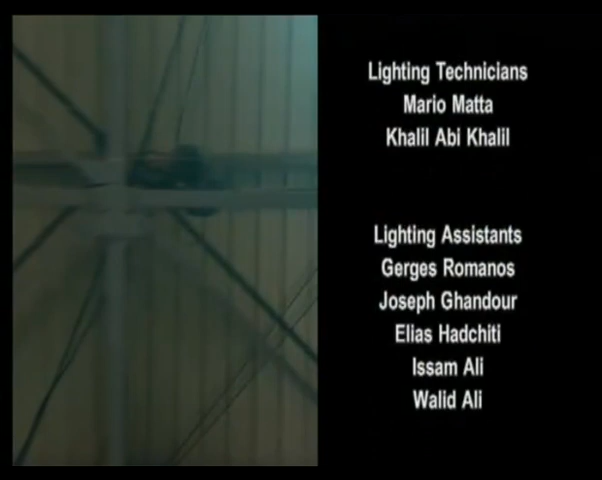 Lighting Technicians
Mario Matta
Khalil Abi Khalil
Lighting Assistants
Gerges Romanos
Joseph Ghandour
Elias Hadchiti
Issam Ali
Walid Ali